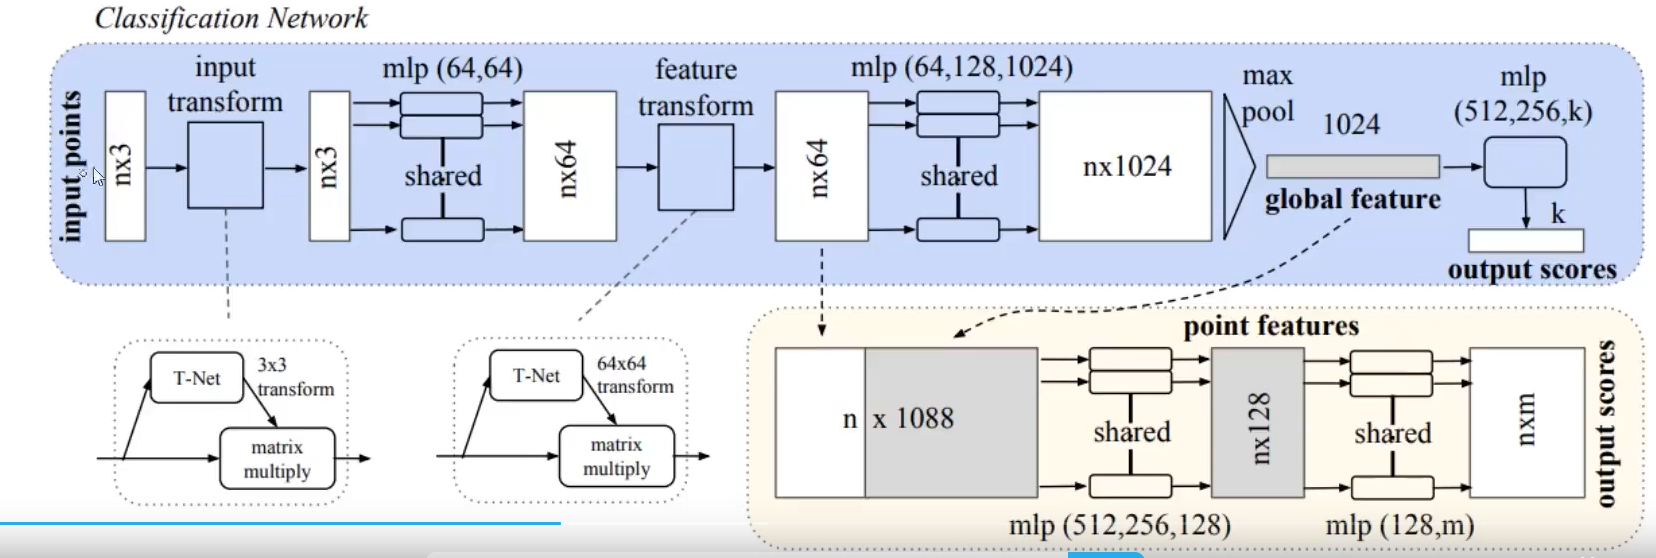 Classification Network
input points
nx3
input
transform
nx3
mlp (64,64)
shared
nx64
feature
transform
nx64
mlp (64,128,1024)
shared
nx1024
max
pool
1024
global feature
mlp
(512,256,k)
k
output scores
T-Net
3x3
transform
matrix
multiply
T-Net
64x64
transform
matrix
multiply
point features
n x 1088
shared
mlp (512,256,128)
nx128
shared
mlp (128,m)
nxm
output scores